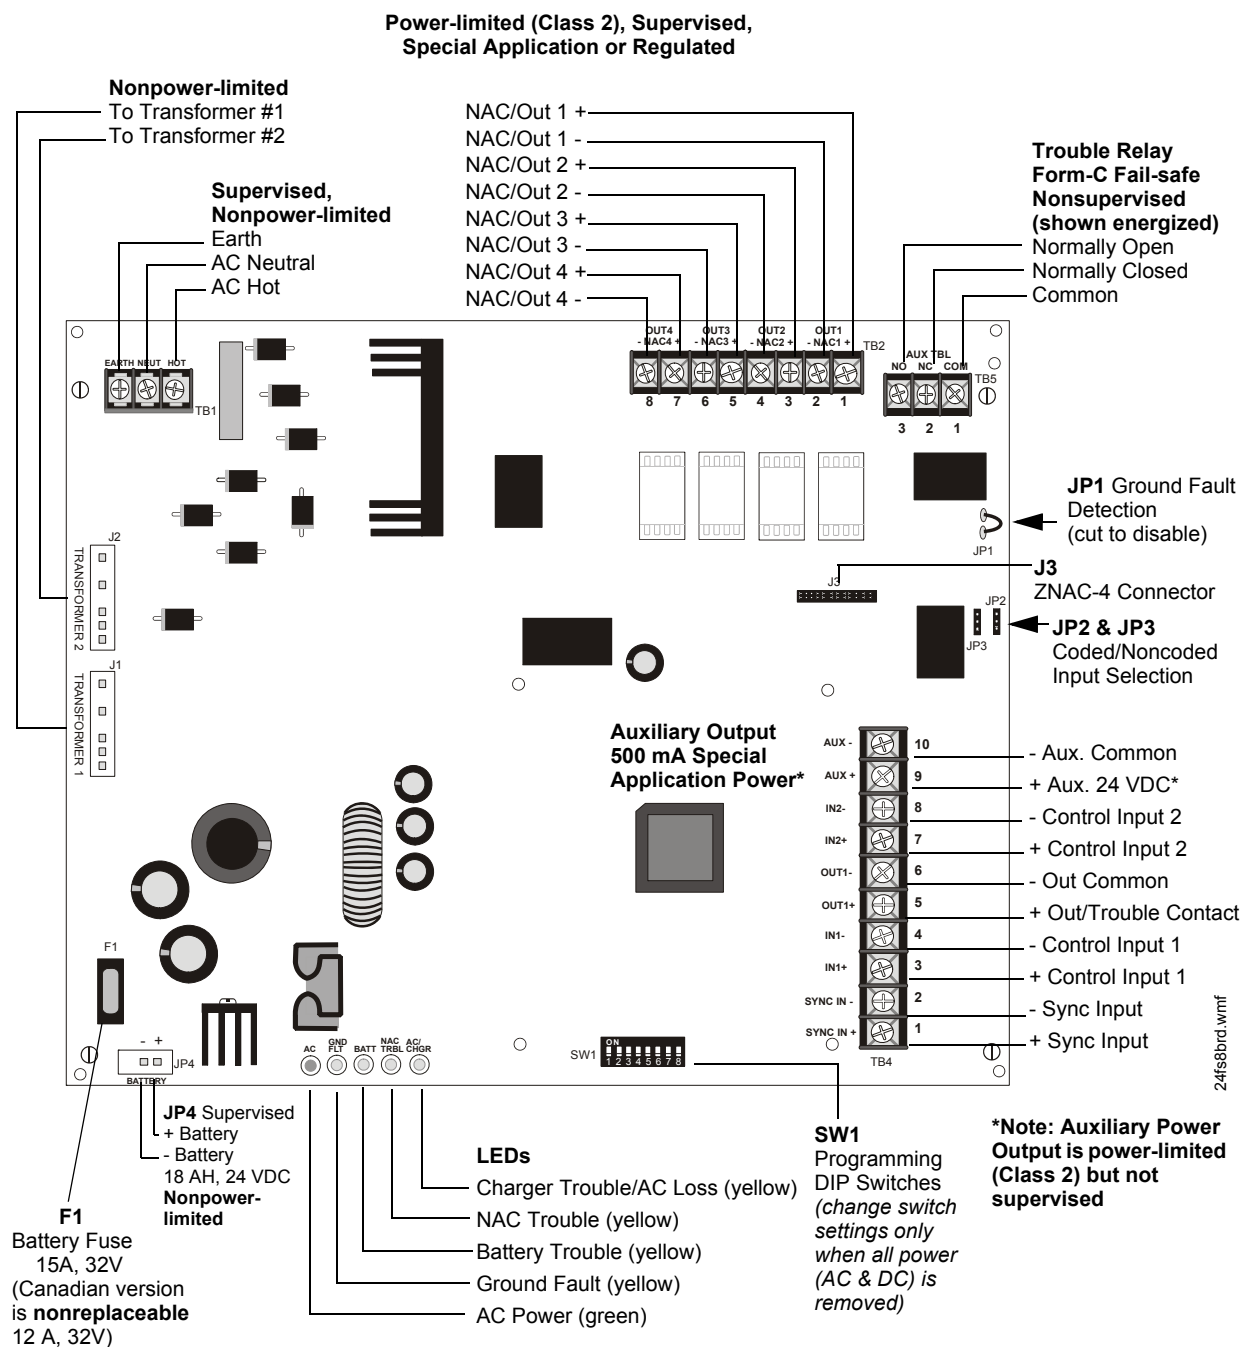 Power-limited (Class 2), Supervised,
Special Application or Regulated
Nonpower-limited
To Transformer #1
To Transformer #2
Supervised,
Nonpower-limited
Earth
AC Neutral
AC Hot
NAC/Out 1 +
NAC/Out 1 -
NAC/Out 2 +
NAC/Out 2 -
NAC/Out 3 +
NAC/Out 3 -
NAC/Out 4 +
NAC/Out 4 -
Trouble Relay
Form-C Fail-safe
Nonsupervised
(shown energized)
Normally Open
Normally Closed
Common
EARTH NEUT HOT
TB1
OUT4 OUT3 OUT2 OUT1
- NAC4 + - NAC3 + - NAC2 + - NAC1 +
TB2
8 7 6 5 4 3 2 1
AUX TBL
NO NC COM
TB5
3 2 1
JP1 Ground Fault
Detection
(cut to disable)
JP1
J3
ZNAC-4 Connector
J3
JP2
JP3
JP2 & JP3
Coded/Noncoded
Input Selection
J2
TRANSFORMER 2
J1
TRANSFORMER 1
Auxiliary Output
500 mA Special
Application Power*
AUX - 10 - Aux. Common
AUX + 9 + Aux. 24 VDC*
IN2- 8 - Control Input 2
IN2+ 7 + Control Input 2
OUT1- 6 - Out Common
OUT1+ 5 + Out/Trouble Contact
IN1- 4 - Control Input 1
IN1+ 3 + Control Input 1
SYNC IN - 2 - Sync Input
SYNC IN + 1 + Sync Input
TB4
24fs8brd.wmf
F1
- +
JP4
BATTERY
AC
GND
FLT
BATT
NAC
TRBL
AC/
CHGR
SW1
ON
1 2 3 4 5 6 7 8
JP4 Supervised
+ Battery
- Battery
18 AH, 24 VDC
Nonpower-
limited
F1
Battery Fuse
15A, 32V
(Canadian version
is nonreplaceable
12 A, 32V)
LEDs
Charger Trouble/AC Loss (yellow)
NAC Trouble (yellow)
Battery Trouble (yellow)
Ground Fault (yellow)
AC Power (green)
SW1
Programming
DIP Switches
(change switch
settings only
when all power
(AC & DC) is
removed)
*Note: Auxiliary Power
Output is power-limited
(Class 2) but not
supervised